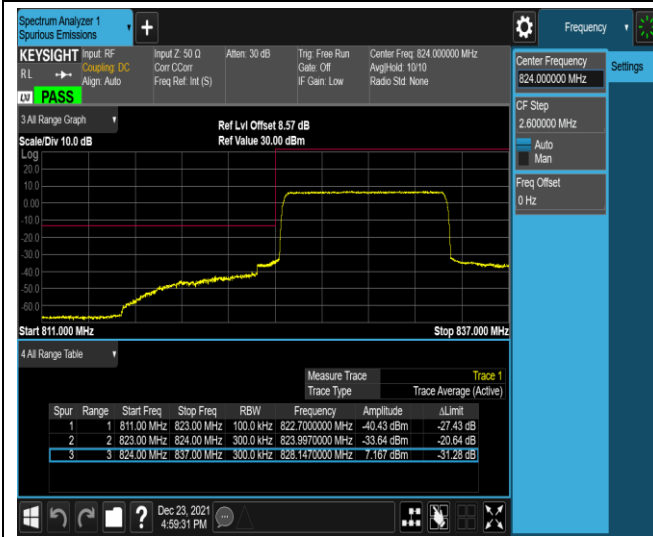 Spectrum Analyzer 1
Spurious Emissions
Frequency
KEYSIGHT
RL
Input: RF
Coupling: DC
Align: Auto
Input Z: 50 Ω
Corr CCorr
Freq Ref: Int (S)
Atten: 30 dB
Trig: Free Run
Gate: Off
IF Gain: Low
Center Freq: 824.000000 MHz
Avg|Hold: 10/10
Radio Std: None
LNI PASS
Center Frequency
824.000000 MHz
Settings
CF Step
2.600000 MHz
Auto
Man
Freq Offset
0 Hz
3 All Range Graph
Scale/Div 10.0 dB
Ref Lvl Offset 8.57 dB
Ref Value 30.00 dBm
Log
20.0
10.0
0.00
-10.0
-20.0
-30.0
-40.0
-50.0
-60.0
Start 811.000 MHz
Stop 837.000 MHz
4 All Range Table
Measure Trace Trace 1
Trace Type Trace Average (Active)
Spur Range Start Freq Stop Freq RBW Frequency Amplitude ΔLimit
1 1 811.00 MHz 823.00 MHz 100.0 kHz 822.7000000 MHz -40.43 dBm -27.43 dB
2 2 823.00 MHz 824.00 MHz 300.0 kHz 823.9970000 MHz -33.64 dBm -20.64 dB
3 3 824.00 MHz 837.00 MHz 300.0 kHz 828.1470000 MHz 7.167 dBm -31.28 dB
Dec 23, 2021
4:59:31 PM